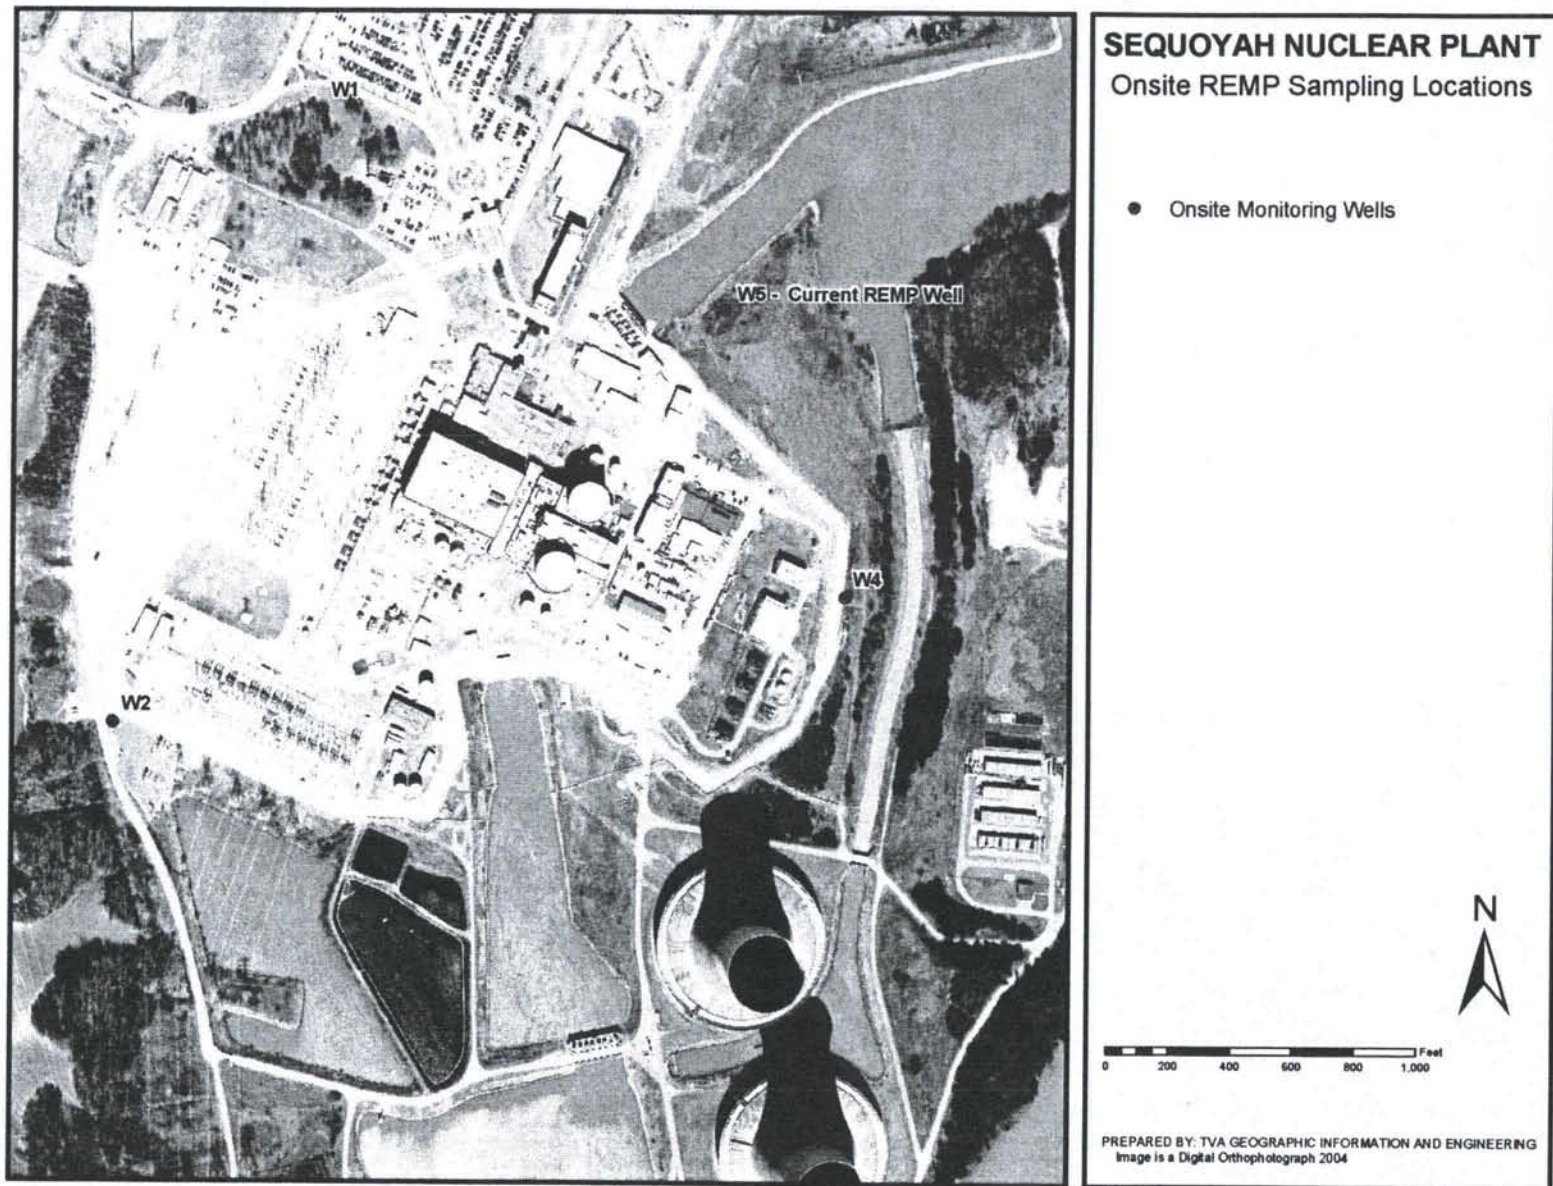 SEQUOYAH NUCLEAR PLANT
Onsite REMP Sampling Locations
Onsite Monitoring Wells
W1
W5 - Current REMP Well
W4
W2
N
Feet
0 200 400 600 800 1,000
PREPARED BY: TVA GEOGRAPHIC INFORMATION AND ENGINEERING
Image is a Digital Orthophotograph 2004